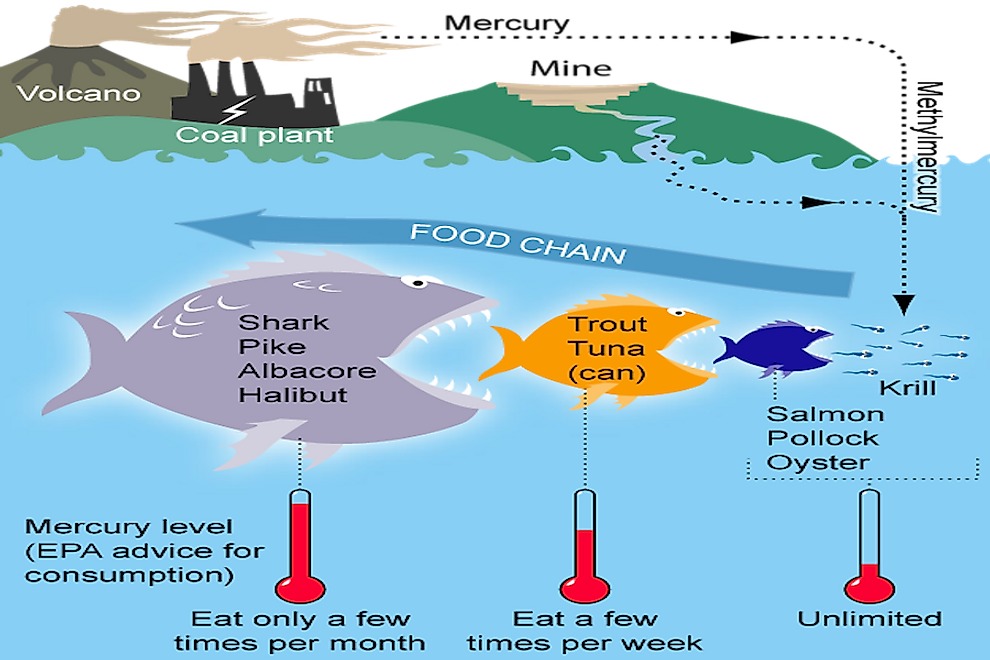 Mercury
Mine
Volcano
Coal plant
Methylmercury
FOOD CHAIN
Shark
Pike
Albacore
Halibut
Trout
Tuna
(can)
Krill
Salmon
Pollock
Oyster
Mercury level
(EPA advice for
consumption)
Eat only a few
times per month
Eat a few
times per week
Unlimited